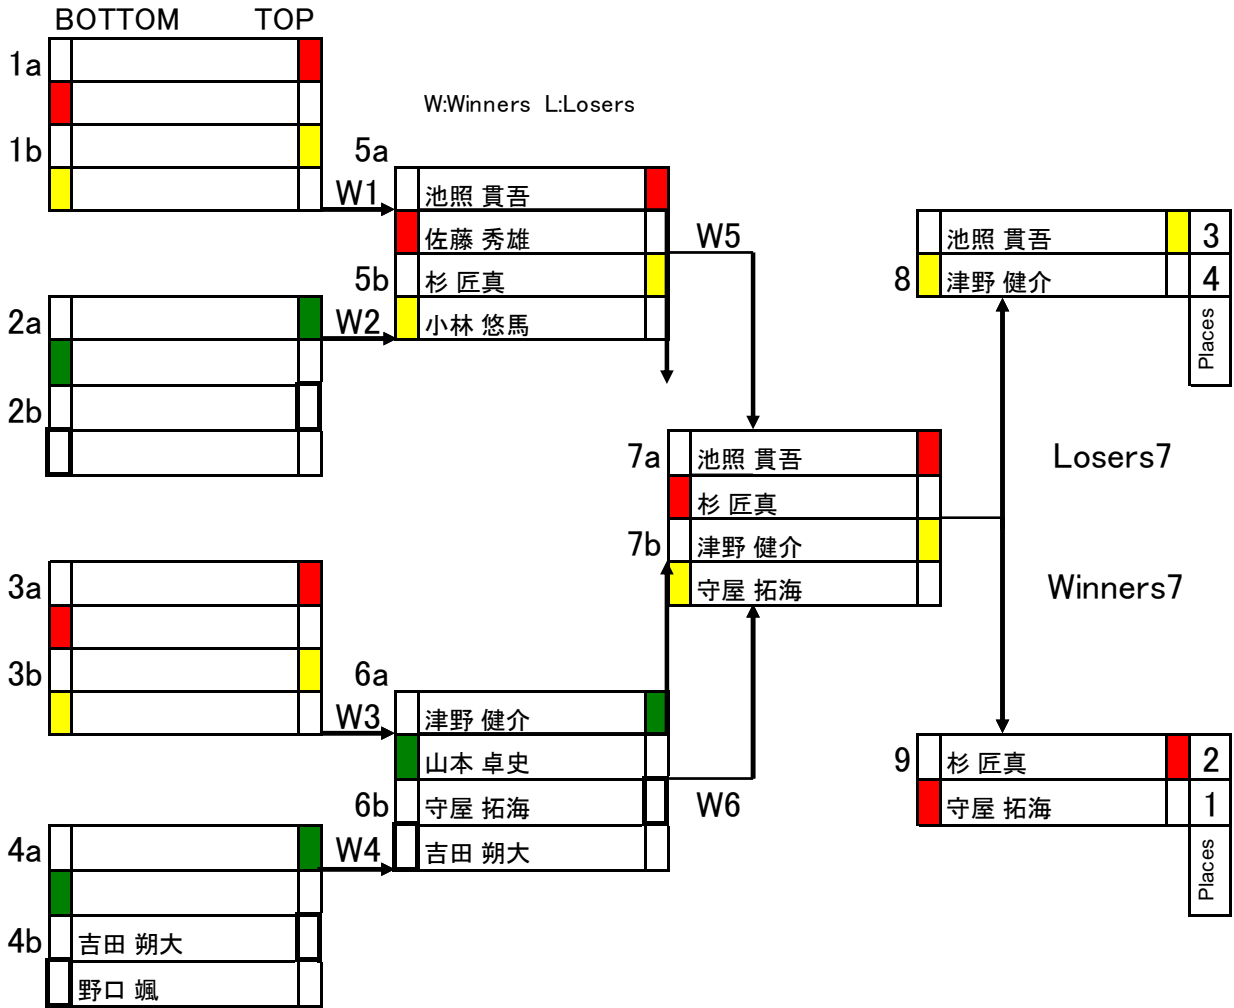 BOTTOM TOP
1a
1b
W:Winners L:Losers
5a
W1
池照 貫吾
佐藤 秀雄
W5
5b
杉 匠真
小林 悠馬
池照 貫吾 3
8 津野 健介 4
Places
2a
W2
2b
7a
池照 貫吾
杉 匠真
7b
津野 健介
守屋 拓海
Losers7
Winners7
3a
3b
W3
6a
津野 健介
山本 卓史
6b
守屋 拓海
W6
吉田 朔大
9 杉 匠真 2
守屋 拓海 1
Places
4a
W4
4b
吉田 朔大
野口 颯